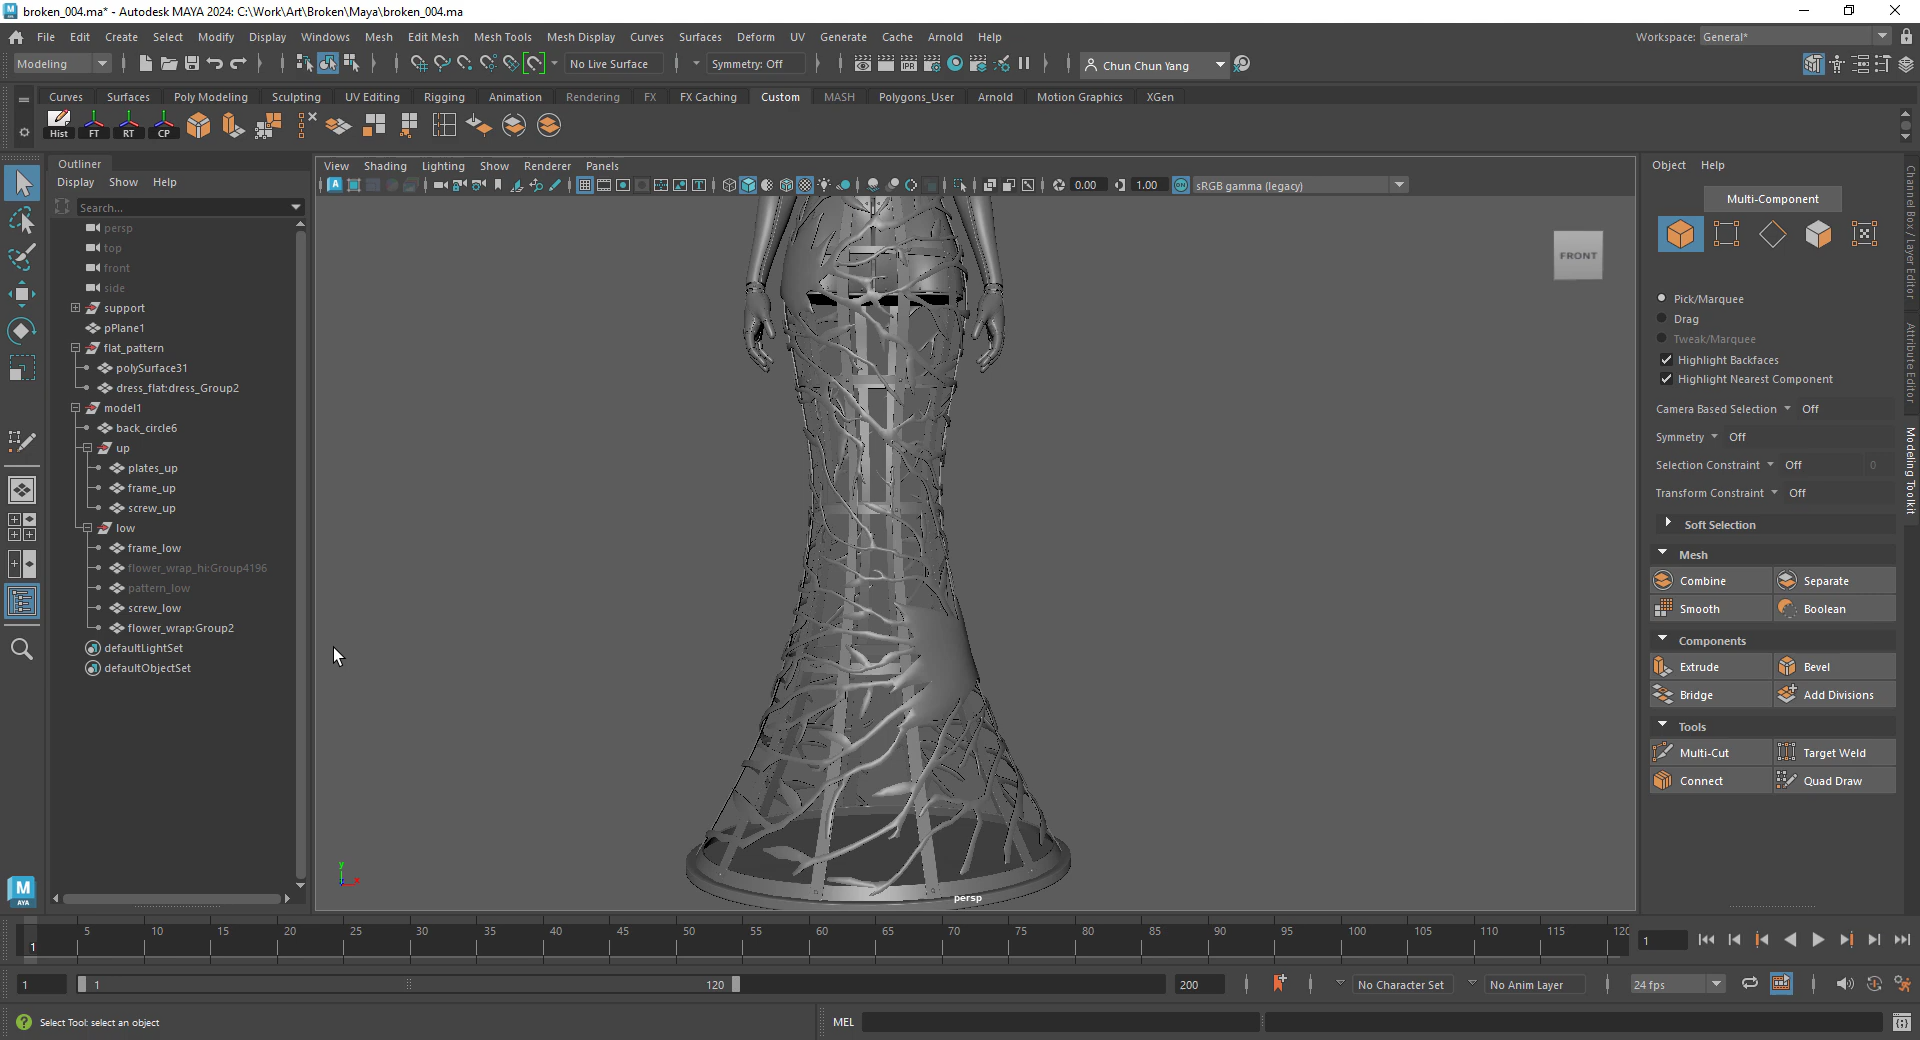 broken_004.ma* - Autodesk MAYA 2024: C:\Work\Art\Broken\Maya\broken_004.ma
File Edit Create Select Modify Display Windows Mesh Edit Mesh Mesh Tools Mesh Display Curves Surfaces Deform UV Generate Cache Arnold Help
Workspace: General*
Modeling
No Live Surface
Symmetry: Off
IPR
Chun Chun Yang
Curves Surfaces Poly Modeling Sculpting UV Editing Rigging Animation Rendering FX FX Caching Custom MASH Polygons_User Arnold Motion Graphics XGen
Hist FT RT CP
Outliner
Display Show Help
Search...
persp
top
front
side
support
pPlane1
flat_pattern
polySurface31
dress_flat:dress_Group2
model1
back_circle6
up
plates_up
frame_up
screw_up
low
frame_low
flower_wrap_hi:Group4196
pattern_low
screw_low
flower_wrap:Group2
defaultLightSet
defaultObjectSet
View Shading Lighting Show Renderer Panels
0.00
1.00
ON
sRGB gamma (legacy)
FRONT
y
x
persp
Object Help
Multi-Component
Pick/Marquee
Drag
Tweak/Marquee
Highlight Backfaces
Highlight Nearest Component
Camera Based Selection Off
Symmetry Off
Selection Constraint Off 0
Transform Constraint Off
Soft Selection
Mesh
Combine Separate
Smooth Boolean
Components
Extrude Bevel
Bridge Add Divisions
Tools
Multi-Cut Target Weld
Connect Quad Draw
Channel Box / Layer Editor
Attribute Editor
Modeling Toolkit
M
AYA
5 10 15 20 25 30 35 40 45 50 55 60 65 70 75 80 85 90 95 100 105 110 115 120
1
1
1
1
120
200
No Character Set
No Anim Layer
24 fps
Select Tool: select an object
MEL